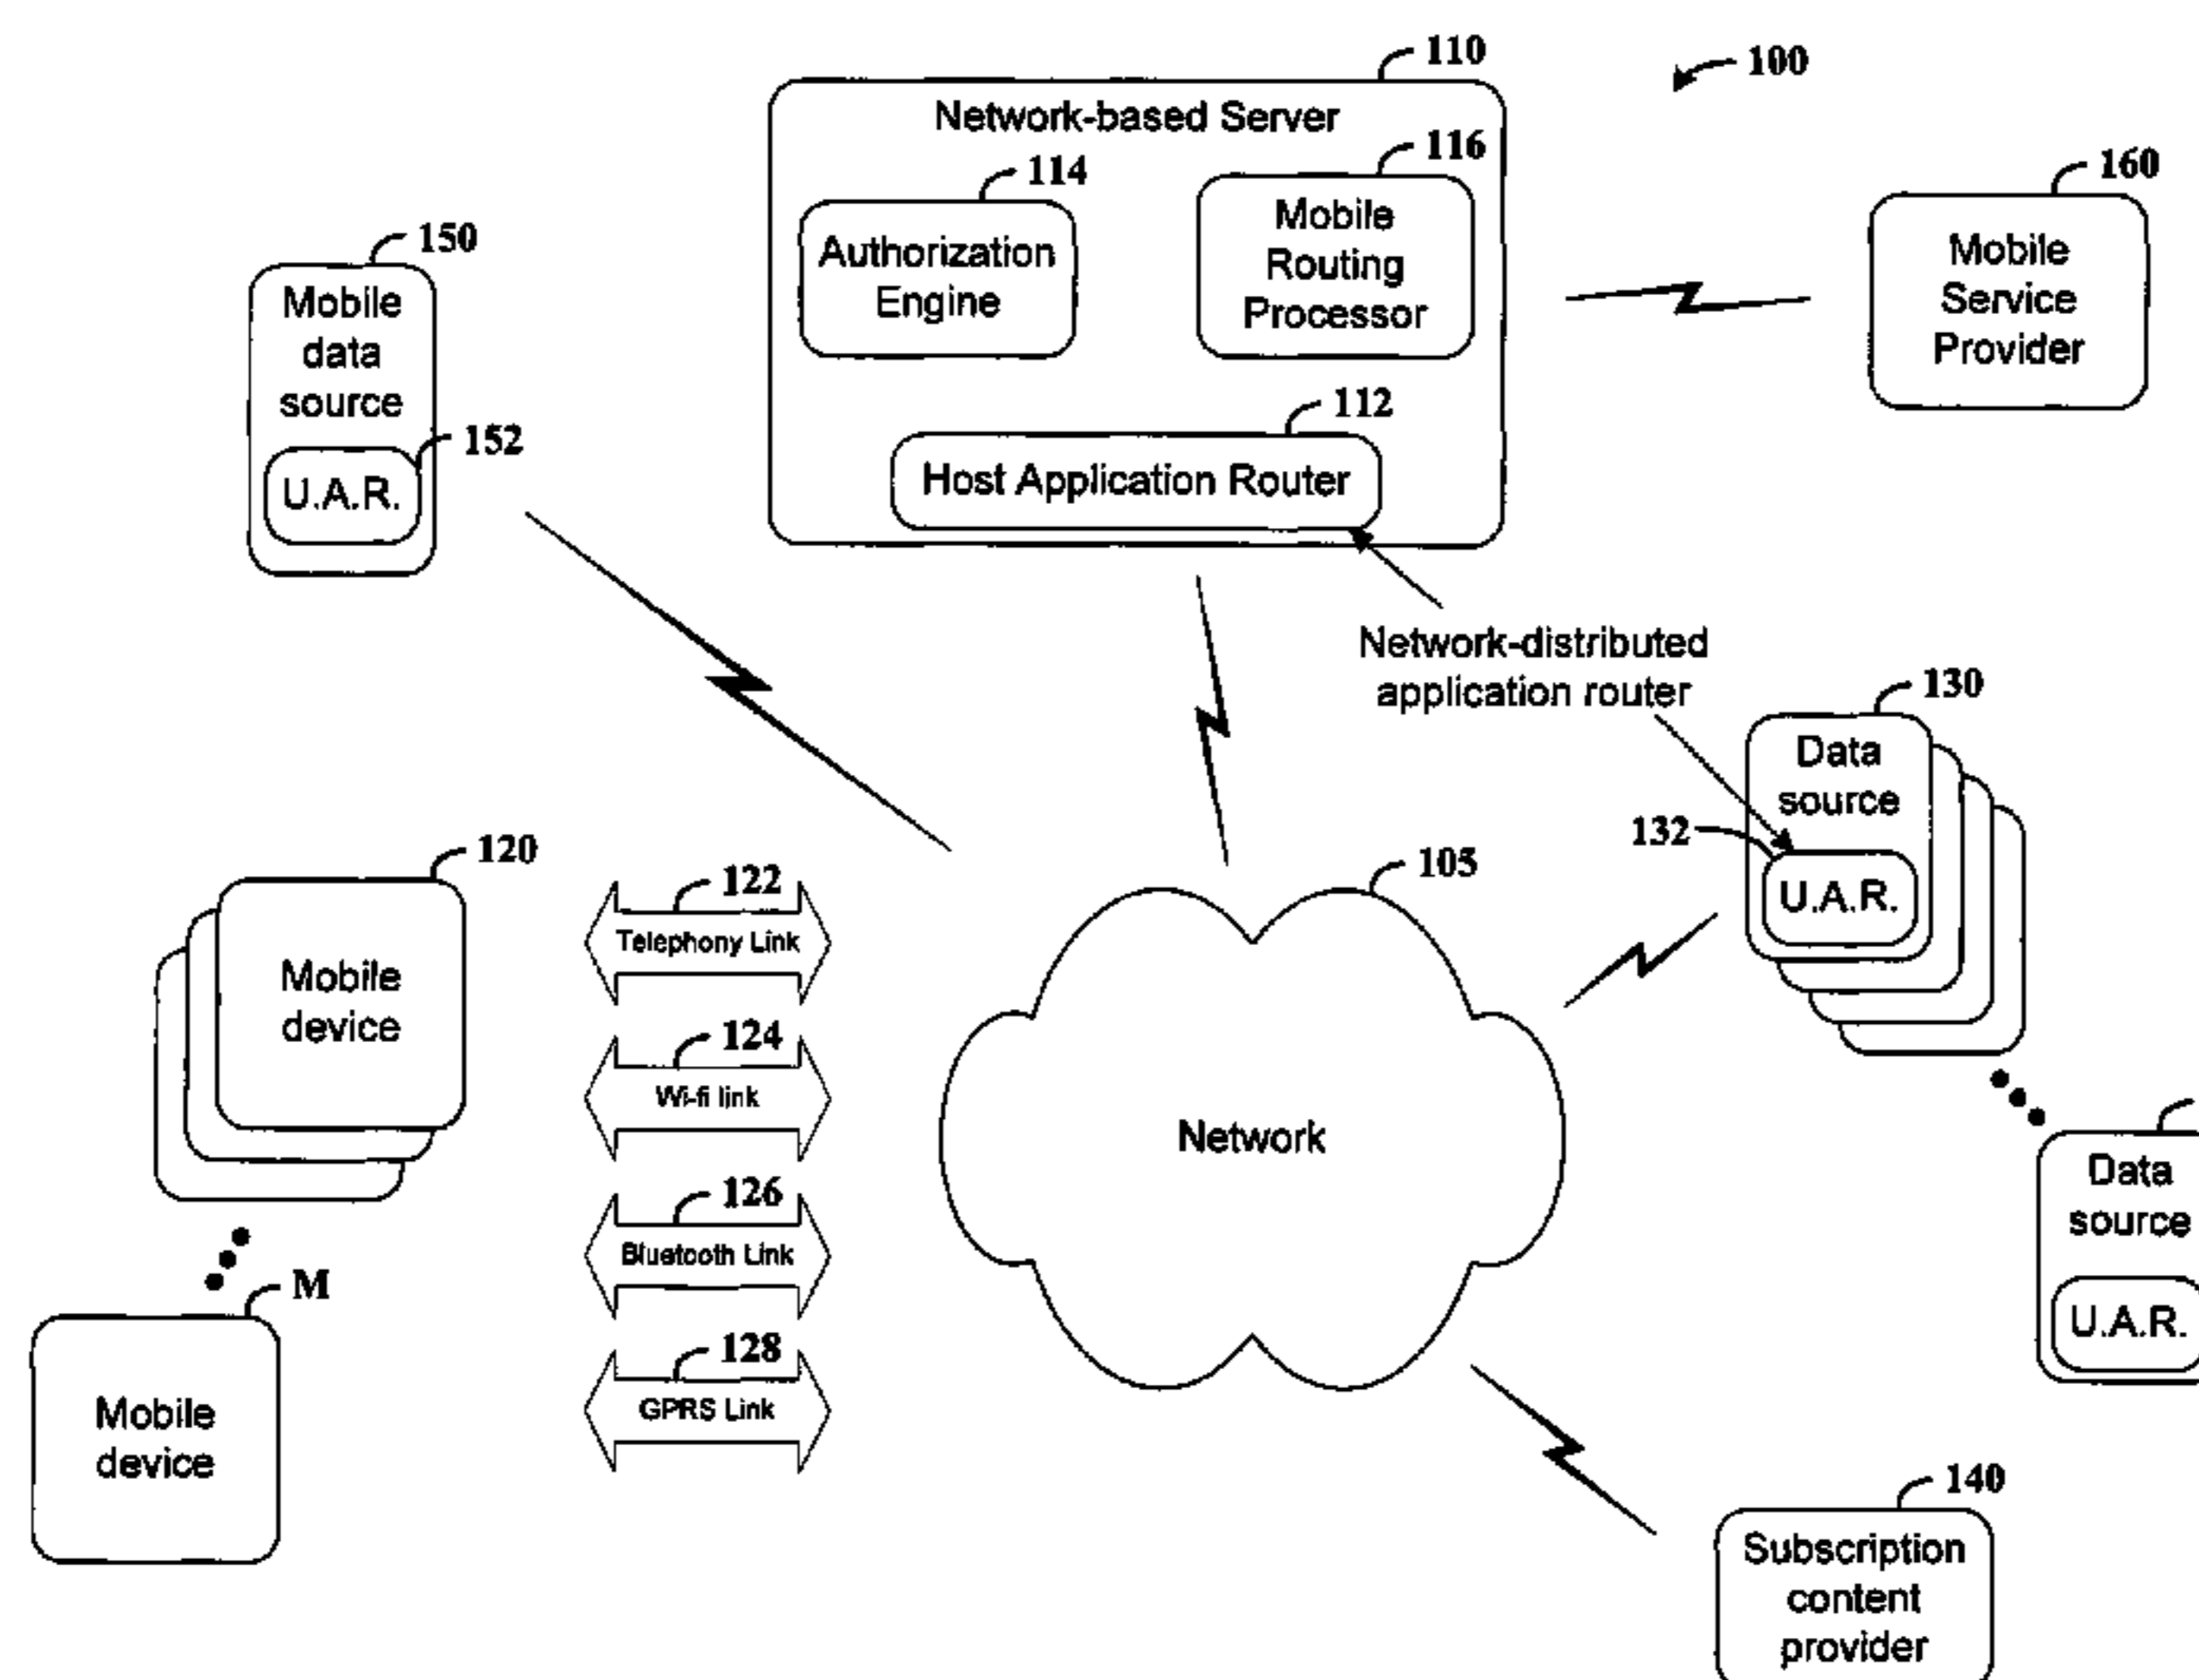 110
100
Network-based Server
114
116
160
Authorization
Engine
Mobile
Routing
Processor
Mobile
Service
Provider
150
Mobile
data
source
152
U.A.R.
112
Host Application Router
Network-distributed
application router
130
Data
source
132
U.A.R.
120
Mobile
device
122
Telephony Link
124
Wi-fi link
126
Bluetooth Link
128
GPRS Link
105
Network
M
Mobile
device
Data
source
U.A.R.
140
Subscription
content
provider